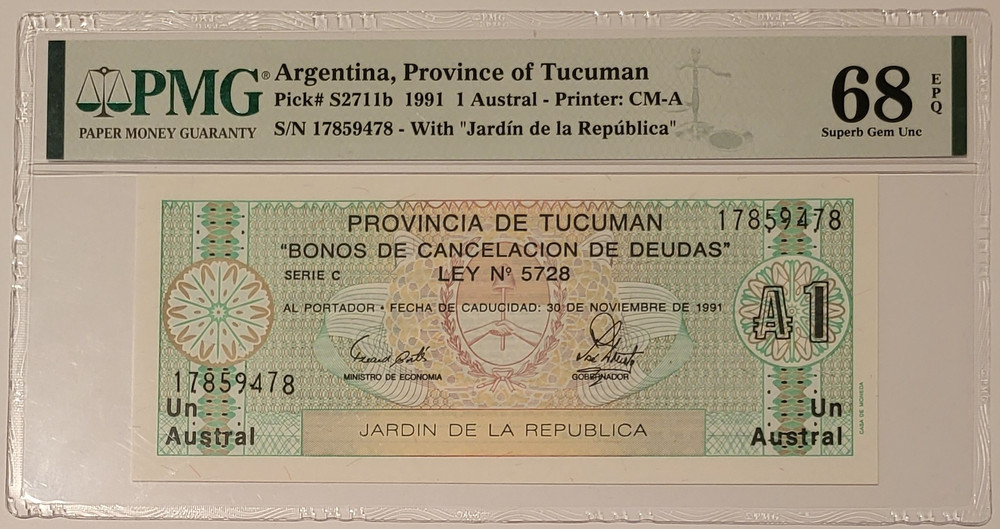 PMG®
PAPER MONEY GUARANTY
Argentina, Province of Tucuman
Pick# S2711b 1991 1 Austral - Printer: CM-A
S/N 17859478 - With "Jardín de la República"
68 EPQ
Superb Gem Unc
PROVINCIA DE TUCUMAN
17859478
"BONOS DE CANCELACION DE DEUDAS"
SERIE C LEY Nº 5728
AL PORTADOR • FECHA DE CADUCIDAD: 30 DE NOVIEMBRE DE 1991
₳1
MINISTRO DE ECONOMIA
GOBERNADOR
17859478
Un
Austral
JARDIN DE LA REPUBLICA
Un
Austral
CASA DE MONEDA